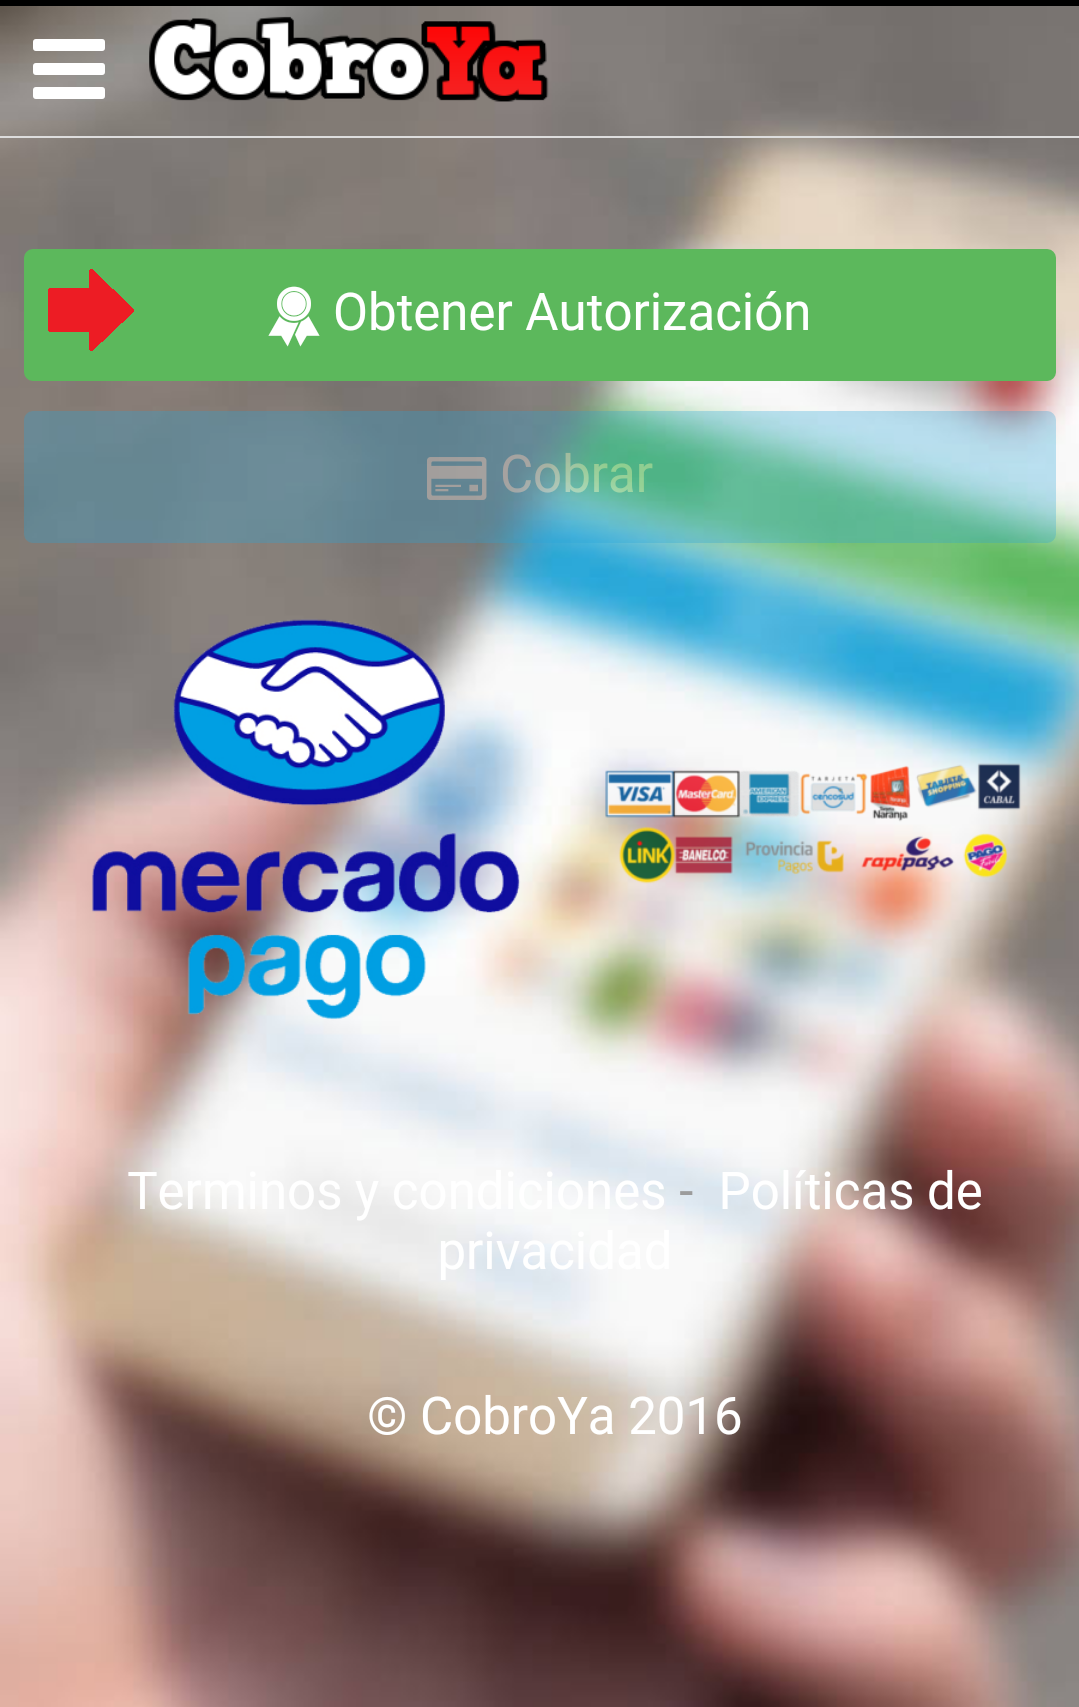 CobroYa
Obtener Autorización
Cobrar
mercado
pago
VISA MasterCard AMERICAN EXPRESS TARJETA cencosud Naranja TARJETA SHOPPING CABAL
LINK BANELCO Provincia Pagos rapipago PAGO fácil
Terminos y condiciones - Políticas de
privacidad
© CobroYa 2016